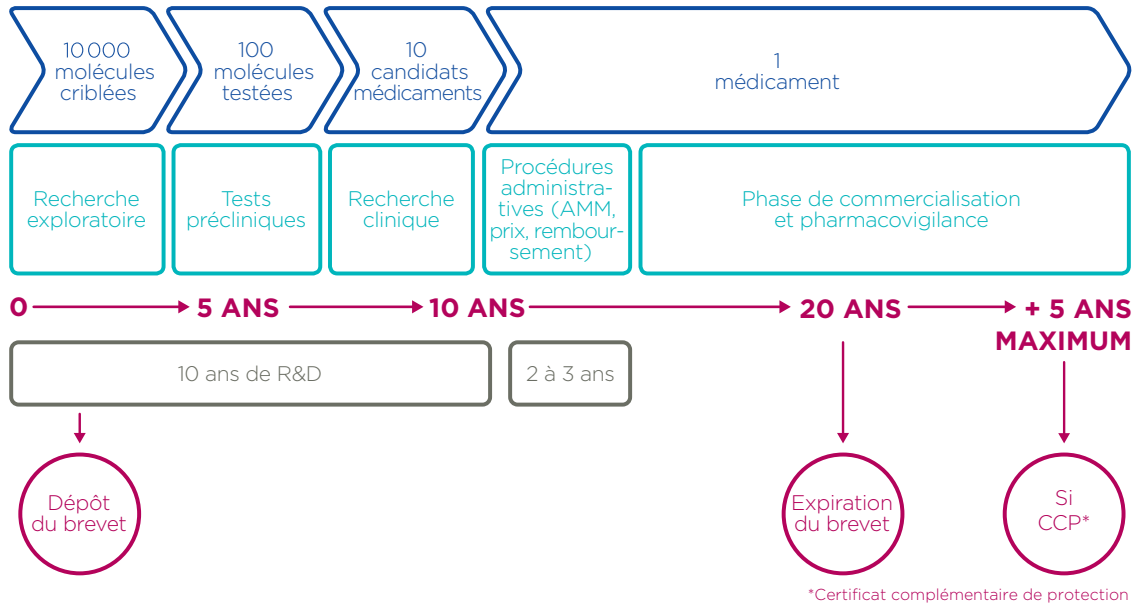 10 000
molécules
criblées
100
molécules
testées
10
candidats
médicaments
1
médicament
Recherche
exploratoire
Tests
précliniques
Recherche
clinique
Procédures
administra-
tives (AMM,
prix, rembour-
sement)
Phase de commercialisation
et pharmacovigilance
0
5 ANS
10 ANS
20 ANS
+ 5 ANS
MAXIMUM
10 ans de R&D
2 à 3 ans
Dépôt
du brevet
Expiration
du brevet
Si
CCP*
*Certificat complémentaire de protection